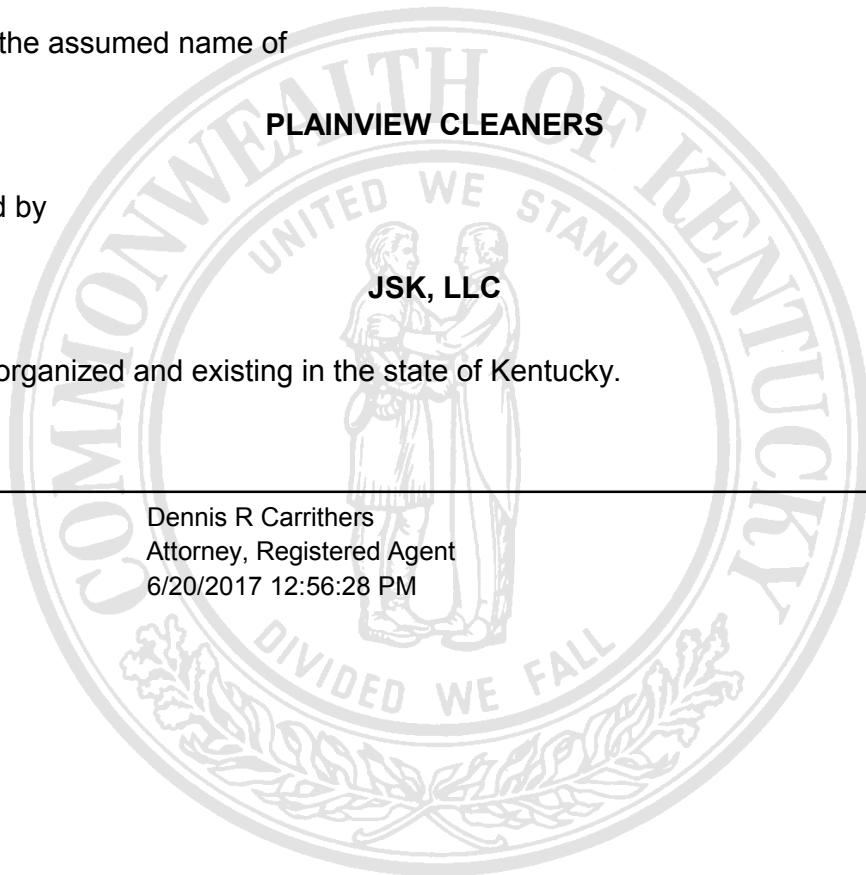 the assumed name of
PLAINVIEW CLEANERS
d by
JSK, LLC
organized and existing in the state of Kentucky.
Dennis R Carrithers
Attorney, Registered Agent
6/20/2017 12:56:28 PM
COMMONWEALTH OF KENTUCKY
UNITED WE STAND
DIVIDED WE FALL